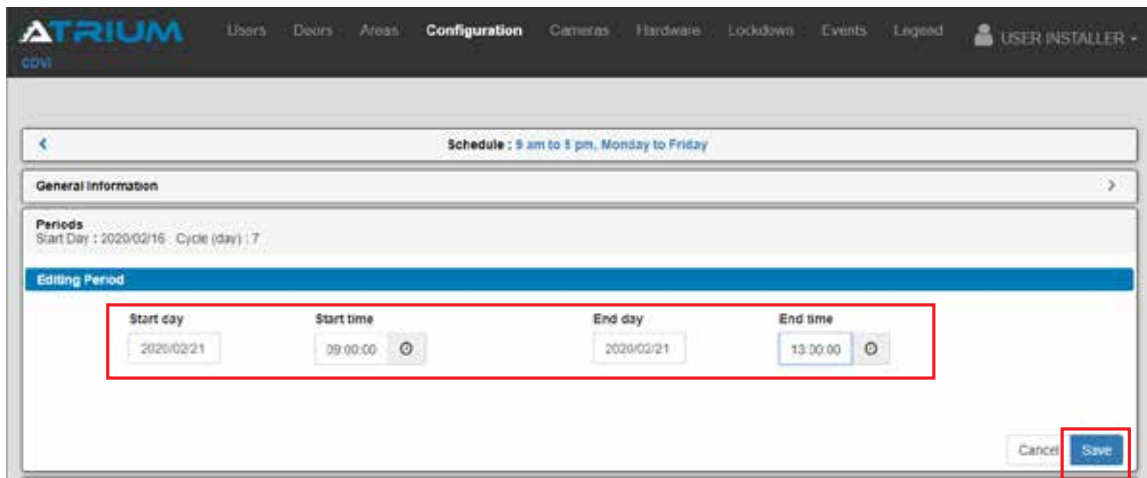 ATRIUM
CDVI
Users Doors Areas Configuration Cameras Hardware Lockdown Events Legend USER INSTALLER
Schedule : 9 am to 5 pm, Monday to Friday
General Information
Periods
Start Day : 2020/02/16 Cycle (day) : 7
Editing Period
Start day Start time End day End time
2020/02/21 09:00:00 2020/02/21 13:00:00
Cancel Save